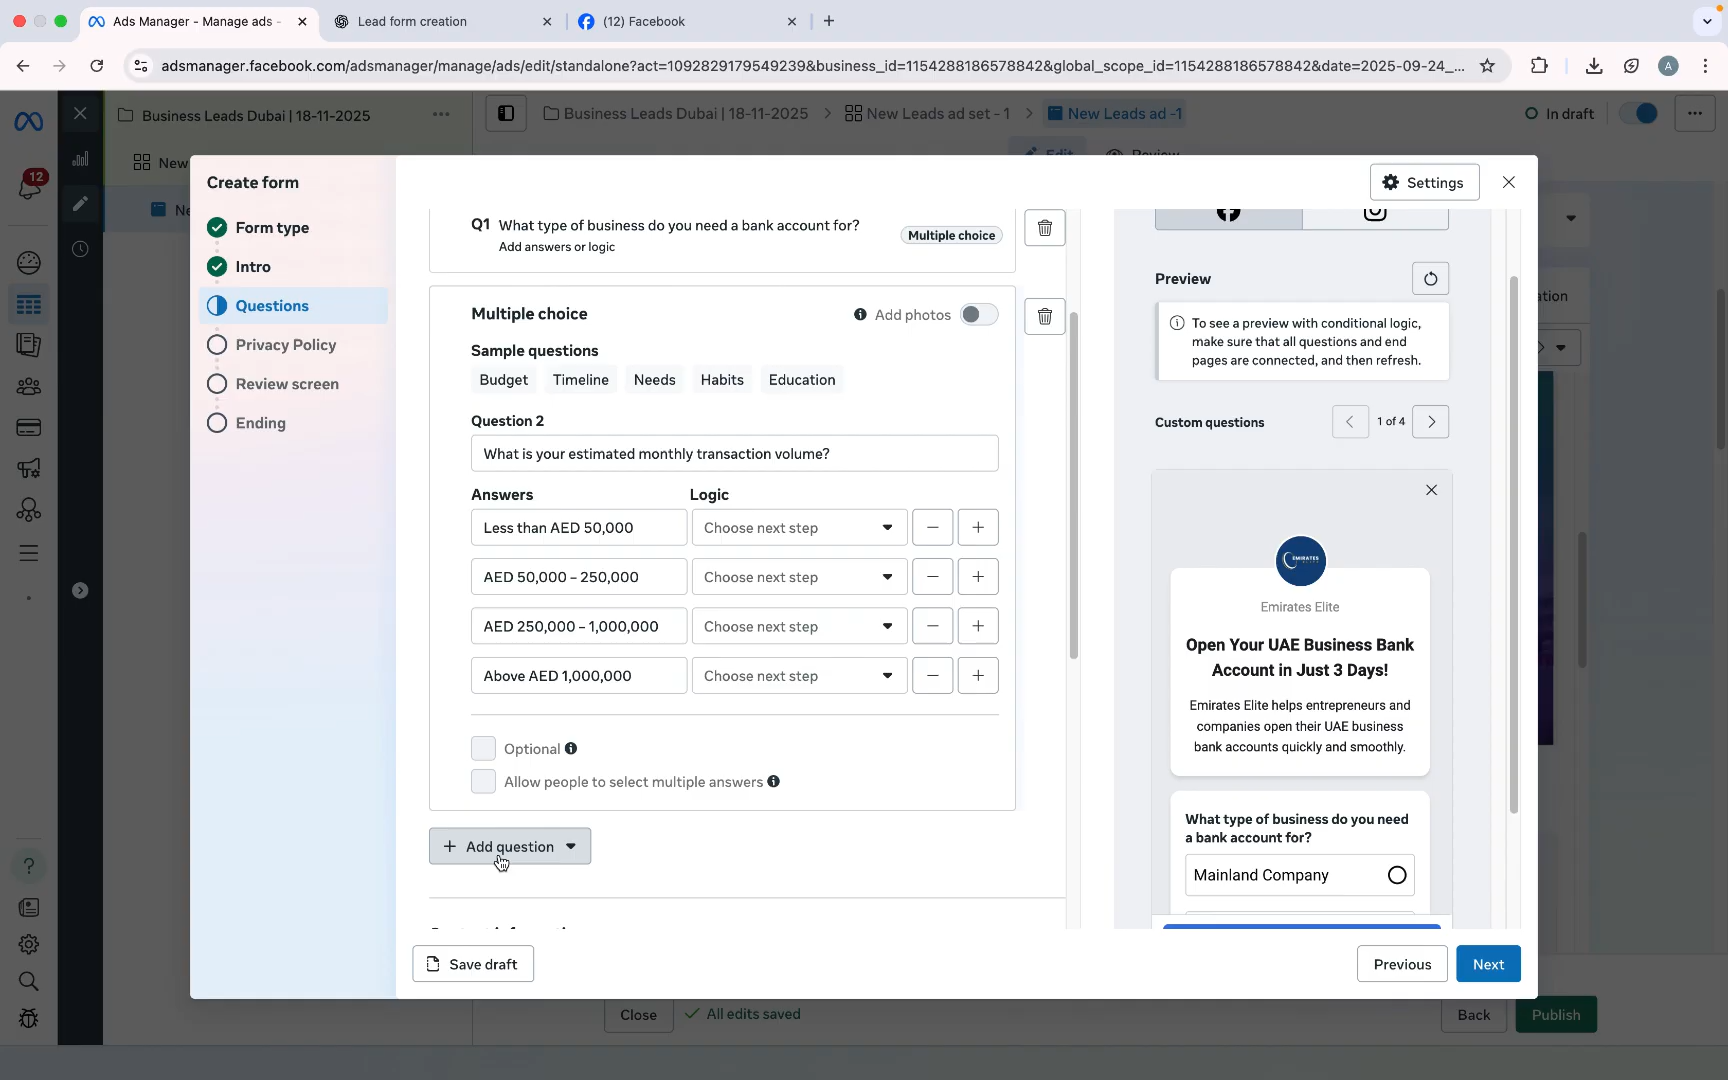 Ads Manager - Manage ads -
Lead form creation
(12) Facebook
adsmanager.facebook.com/adsmanager/manage/ads/edit/standalone?act=1092829179549239&business_id=1154288186578842&global_scope_id=1154288186578842&date=2025-09-24_...
A
Business Leads Dubai | 18-11-2025
Business Leads Dubai | 18-11-2025
New Leads ad set - 1
New Leads ad -1
In draft
12
New
Edit
Review
Create form
Form type
Intro
Questions
Privacy Policy
Review screen
Ending
Settings
Q1 What type of business do you need a bank account for?
Add answers or logic
Multiple choice
Multiple choice
Add photos
Sample questions
Budget
Timeline
Needs
Habits
Education
Question 2
What is your estimated monthly transaction volume?
Answers
Logic
Less than AED 50,000
Choose next step
AED 50,000 – 250,000
Choose next step
AED 250,000 – 1,000,000
Choose next step
Above AED 1,000,000
Choose next step
Optional
Allow people to select multiple answers
Add question
Preview
To see a preview with conditional logic,
make sure that all questions and end
pages are connected, and then refresh.
Custom questions
1 of 4
EMIRATES
Emirates Elite
Open Your UAE Business Bank
Account in Just 3 Days!
Emirates Elite helps entrepreneurs and
companies open their UAE business
bank accounts quickly and smoothly.
What type of business do you need
a bank account for?
Mainland Company
Save draft
Previous
Next
Close
All edits saved
Back
Publish